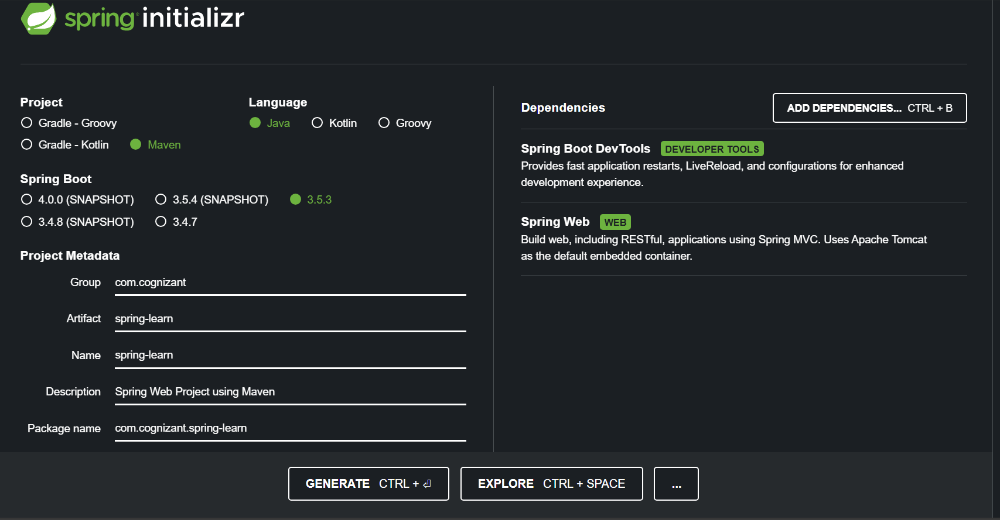 spring initializr
Project
Gradle - Groovy
Gradle - Kotlin Maven
Language
Java Kotlin Groovy
Spring Boot
4.0.0 (SNAPSHOT) 3.5.4 (SNAPSHOT) 3.5.3
3.4.8 (SNAPSHOT) 3.4.7
Project Metadata
Group com.cognizant
Artifact spring-learn
Name spring-learn
Description Spring Web Project using Maven
Package name com.cognizant.spring-learn
Dependencies
ADD DEPENDENCIES... CTRL + B
Spring Boot DevTools DEVELOPER TOOLS
Provides fast application restarts, LiveReload, and configurations for enhanced
development experience.
Spring Web WEB
Build web, including RESTful, applications using Spring MVC. Uses Apache Tomcat
as the default embedded container.
GENERATE CTRL + ⏎
EXPLORE CTRL + SPACE
...